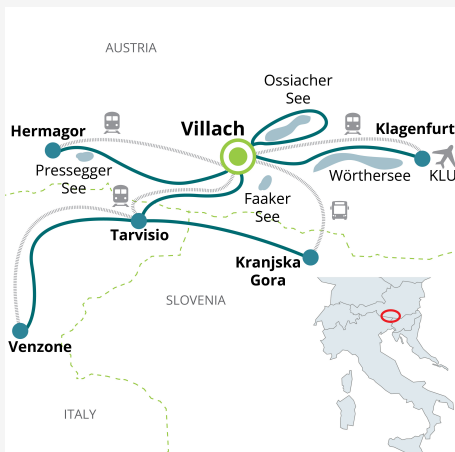 AUSTRIA
Ossiacher
See
Villach
Hermagor
Klagenfurt
Pressegger
See
Wörthersee
KLU
Faaker
See
Tarvisio
Kranjska
Gora
SLOVENIA
Venzone
ITALY